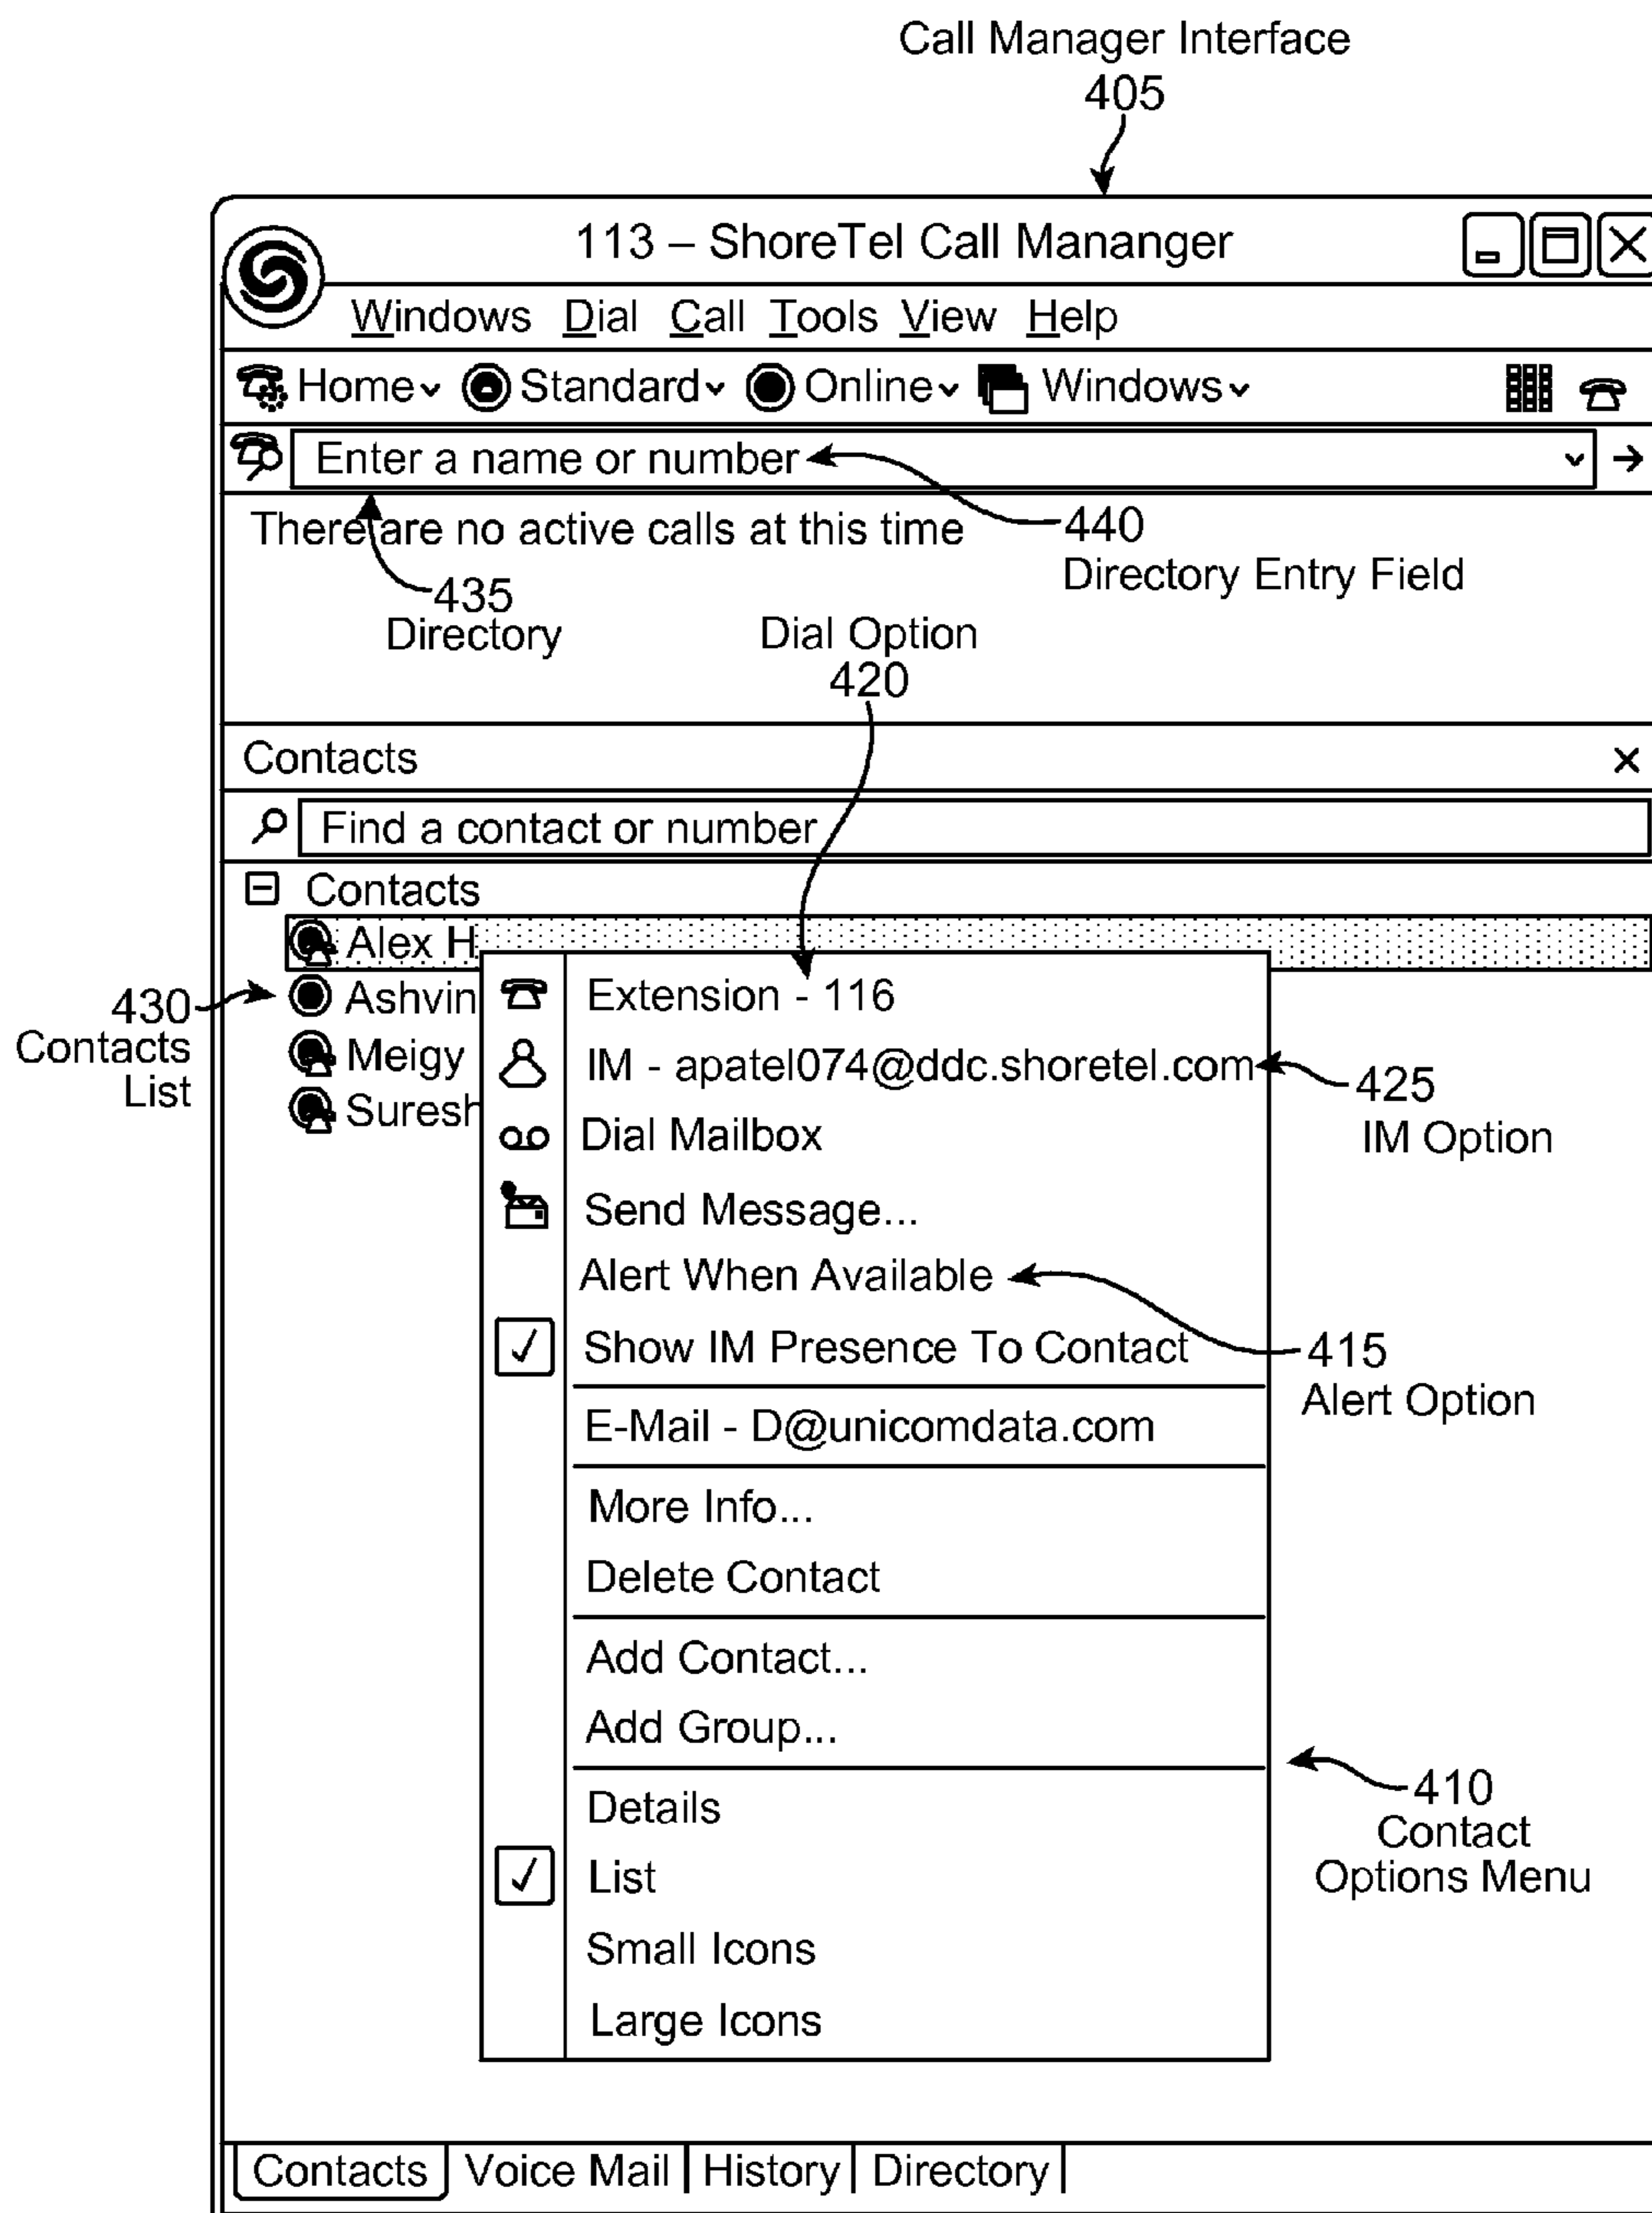 Call Manager Interface
405
113 – ShoreTel Call Mananger
Windows Dial Call Tools View Help
Home Standard Online Windows
Enter a name or number
There are no active calls at this time
440
Directory Entry Field
435
Directory
Dial Option
420
Contacts
Find a contact or number
Contacts
Alex H
430
Contacts
List
Ashvin
Meigy
Suresh
Extension - 116
IM - apatel074@ddc.shoretel.com
425
IM Option
Dial Mailbox
Send Message...
Alert When Available
Show IM Presence To Contact
415
Alert Option
E-Mail - D@unicomdata.com
More Info...
Delete Contact
Add Contact...
Add Group...
410
Contact
Options Menu
Details
List
Small Icons
Large Icons
Contacts Voice Mail History Directory